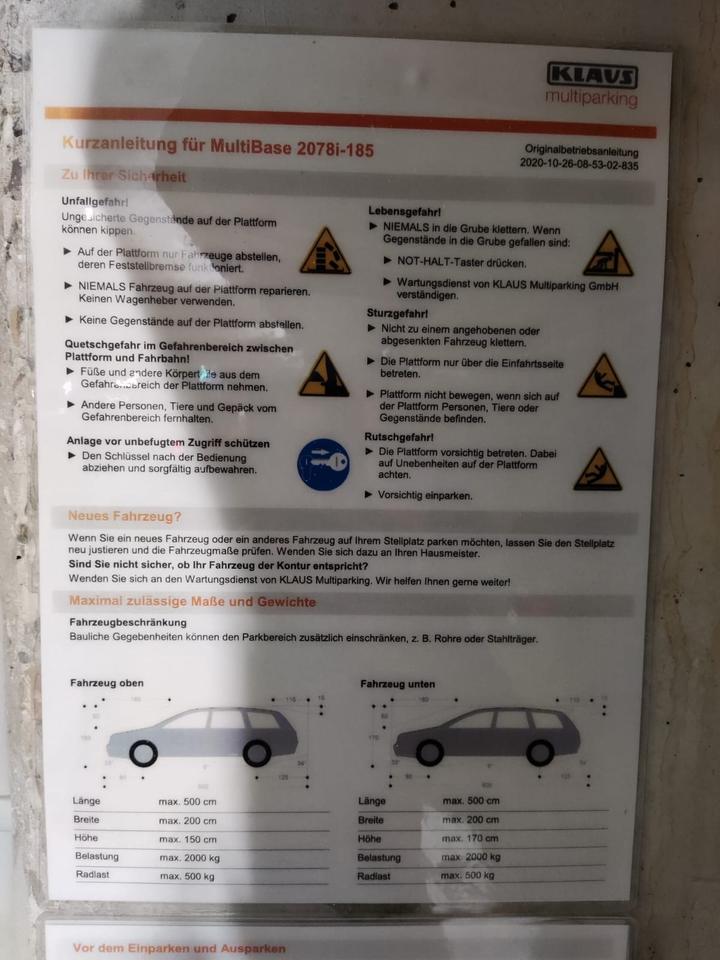 KLAUS
multiparking
Kurzanleitung für MultiBase 2078i-185
Originalbetriebsanleitung
2020-10-26-08-53-02-835
Zu Ihrer Sicherheit
Unfallgefahr!
Ungesicherte Gegenstände auf der Plattform
können kippen.
► Auf der Plattform nur Fahrzeuge abstellen,
deren Feststellbremse funktioniert.
► NIEMALS Fahrzeug auf der Plattform reparieren.
Keinen Wagenheber verwenden.
► Keine Gegenstände auf der Plattform abstellen.
Quetschgefahr im Gefahrenbereich zwischen
Plattform und Fahrbahn!
► Füße und andere Körperteile aus dem
Gefahrenbereich der Plattform nehmen.
► Andere Personen, Tiere und Gepäck vom
Gefahrenbereich fernhalten.
Anlage vor unbefugtem Zugriff schützen
► Den Schlüssel nach der Bedienung
abziehen und sorgfältig aufbewahren.
Lebensgefahr!
► NIEMALS in die Grube klettern. Wenn
Gegenstände in die Grube gefallen sind:
► NOT-HALT-Taster drücken.
► Wartungsdienst von KLAUS Multiparking GmbH
verständigen.
Sturzgefahr!
► Nicht zu einem angehobenen oder
abgesenkten Fahrzeug klettern.
► Die Plattform nur über die Einfahrtsseite
betreten.
► Plattform nicht bewegen, wenn sich auf
der Plattform Personen, Tiere oder
Gegenstände befinden.
Rutschgefahr!
► Die Plattform vorsichtig betreten. Dabei
auf Unebenheiten auf der Plattform
achten.
► Vorsichtig einparken.
Neues Fahrzeug?
Wenn Sie ein neues Fahrzeug oder ein anderes Fahrzeug auf Ihrem Stellplatz parken möchten, lassen Sie den Stellplatz
neu justieren und die Fahrzeugmaße prüfen. Wenden Sie sich dazu an Ihren Hausmeister.
Sind Sie nicht sicher, ob Ihr Fahrzeug der Kontur entspricht?
Wenden Sie sich an den Wartungsdienst von KLAUS Multiparking. Wir helfen Ihnen gerne weiter!
Maximal zulässige Maße und Gewichte
Fahrzeugbeschränkung
Bauliche Gegebenheiten können den Parkbereich zusätzlich einschränken, z. B. Rohre oder Stahlträger.
Fahrzeug oben
Länge max. 500 cm
Breite max. 200 cm
Höhe max. 150 cm
Belastung max. 2000 kg
Radlast max. 500 kg
Fahrzeug unten
Länge max. 500 cm
Breite max. 200 cm
Höhe max. 170 cm
Belastung max. 2000 kg
Radlast max. 500 kg
Vor dem Einparken und Ausparken